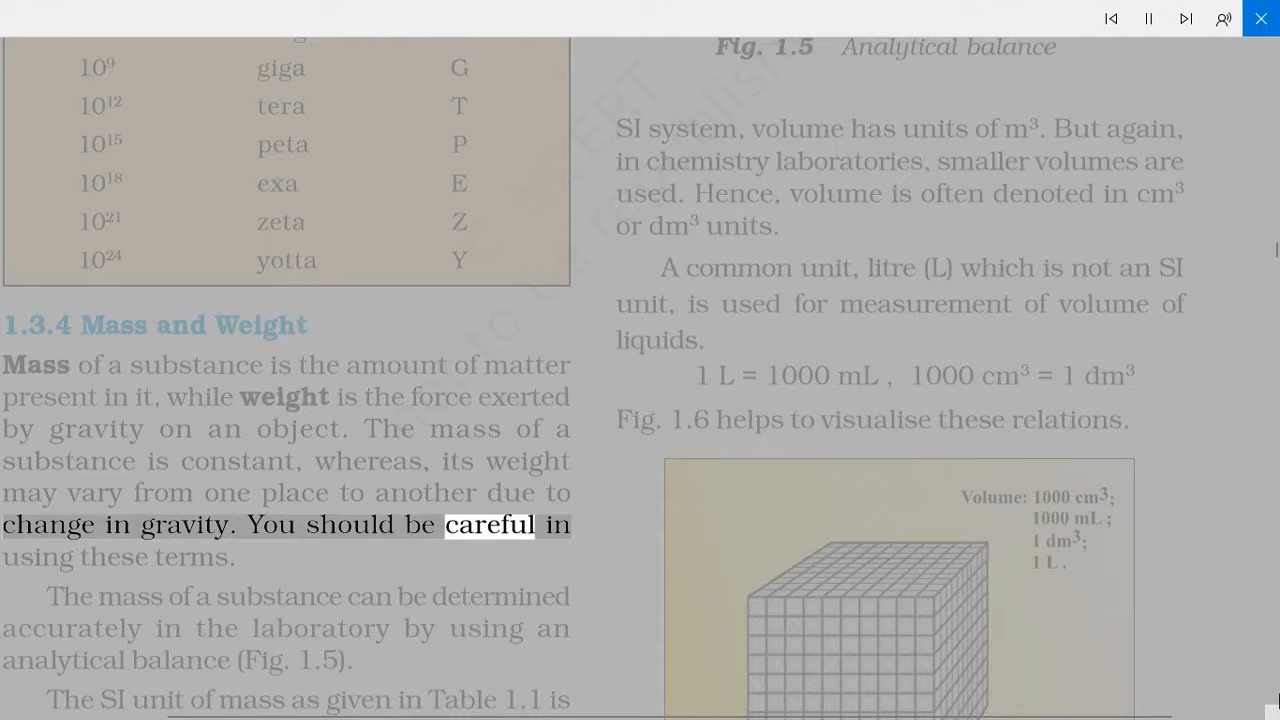 10⁹ giga G
10¹² tera T
10¹⁵ peta P
10¹⁸ exa E
10²¹ zeta Z
10²⁴ yotta Y
1.3.4 Mass and Weight
Mass of a substance is the amount of matter
present in it, while weight is the force exerted
by gravity on an object. The mass of a
substance is constant, whereas, its weight
may vary from one place to another due to
change in gravity. You should be careful in
using these terms.
The mass of a substance can be determined
accurately in the laboratory by using an
analytical balance (Fig. 1.5).
The SI unit of mass as given in Table 1.1 is
Fig. 1.5 Analytical balance
SI system, volume has units of m³. But again,
in chemistry laboratories, smaller volumes are
used. Hence, volume is often denoted in cm³
or dm³ units.
A common unit, litre (L) which is not an SI
unit, is used for measurement of volume of
liquids.
1 L = 1000 mL , 1000 cm³ = 1 dm³
Fig. 1.6 helps to visualise these relations.
Volume: 1000 cm³;
1000 mL ;
1 dm³;
1 L .